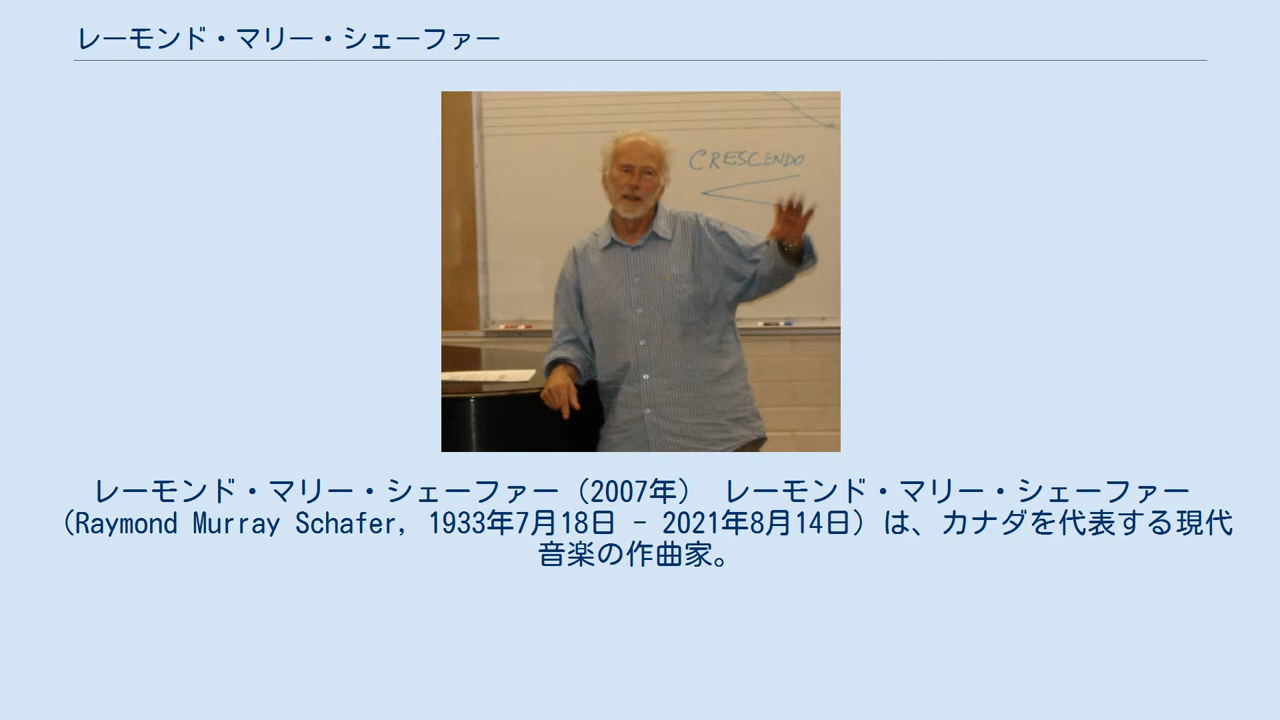 レーモンド・マリー・シェーファー
CRESCENDO
レーモンド・マリー・シェーファー（2007年） レーモンド・マリー・シェーファー
（Raymond Murray Schafer, 1933年7月18日 - 2021年8月14日）は、カナダを代表する現代
音楽の作曲家。